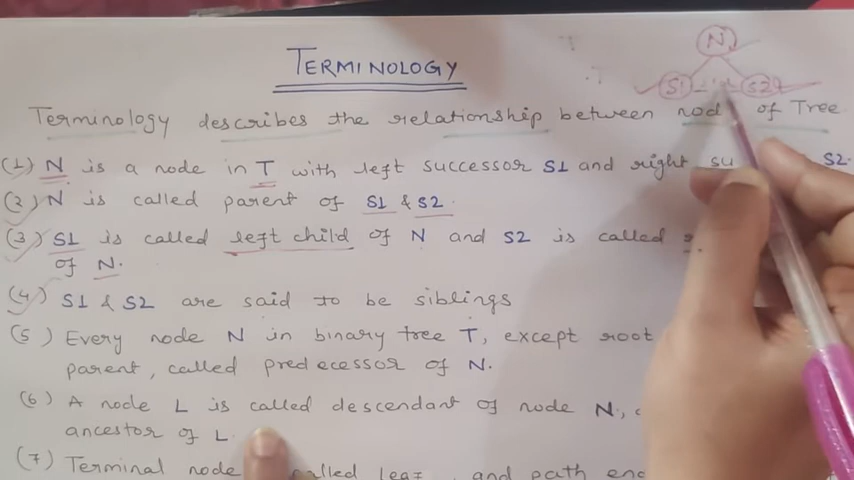 N
TERMINOLOGY
S1 S2
Terminology describes the relationship between nod of Tree
(1) N is a node in T with left successor S1 and right su S2.
(2) N is called parent of S1 & S2.
(3) S1 is called left child of N and S2 is called
of N.
(4) S1 & S2 are said to be siblings
(5) Every node N in binary tree T, except root
parent, called predecessor of N.
(6) A node L is called descendant of node N,
ancestor of L.
(7) Terminal node called leaf, and path